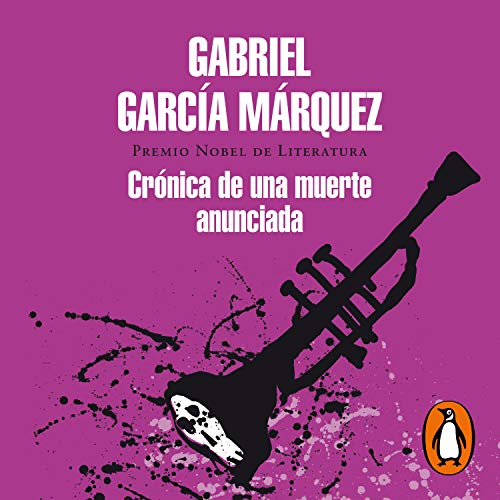 GABRIEL
GARCÍA MÁRQUEZ
PREMIO NOBEL DE LITERATURA
Crónica de una muerte
anunciada